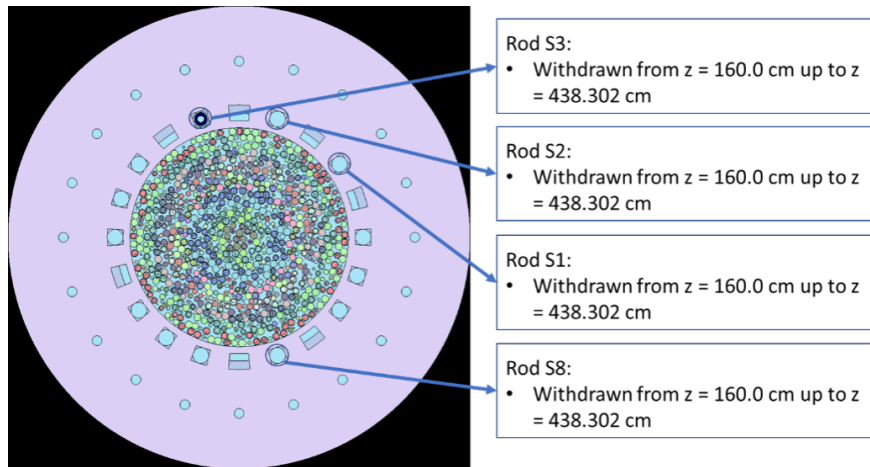 Rod S3:
• Withdrawn from z = 160.0 cm up to z
= 438.302 cm
Rod S2:
• Withdrawn from z = 160.0 cm up to z
= 438.302 cm
Rod S1:
• Withdrawn from z = 160.0 cm up to z
= 438.302 cm
Rod S8:
• Withdrawn from z = 160.0 cm up to z
= 438.302 cm